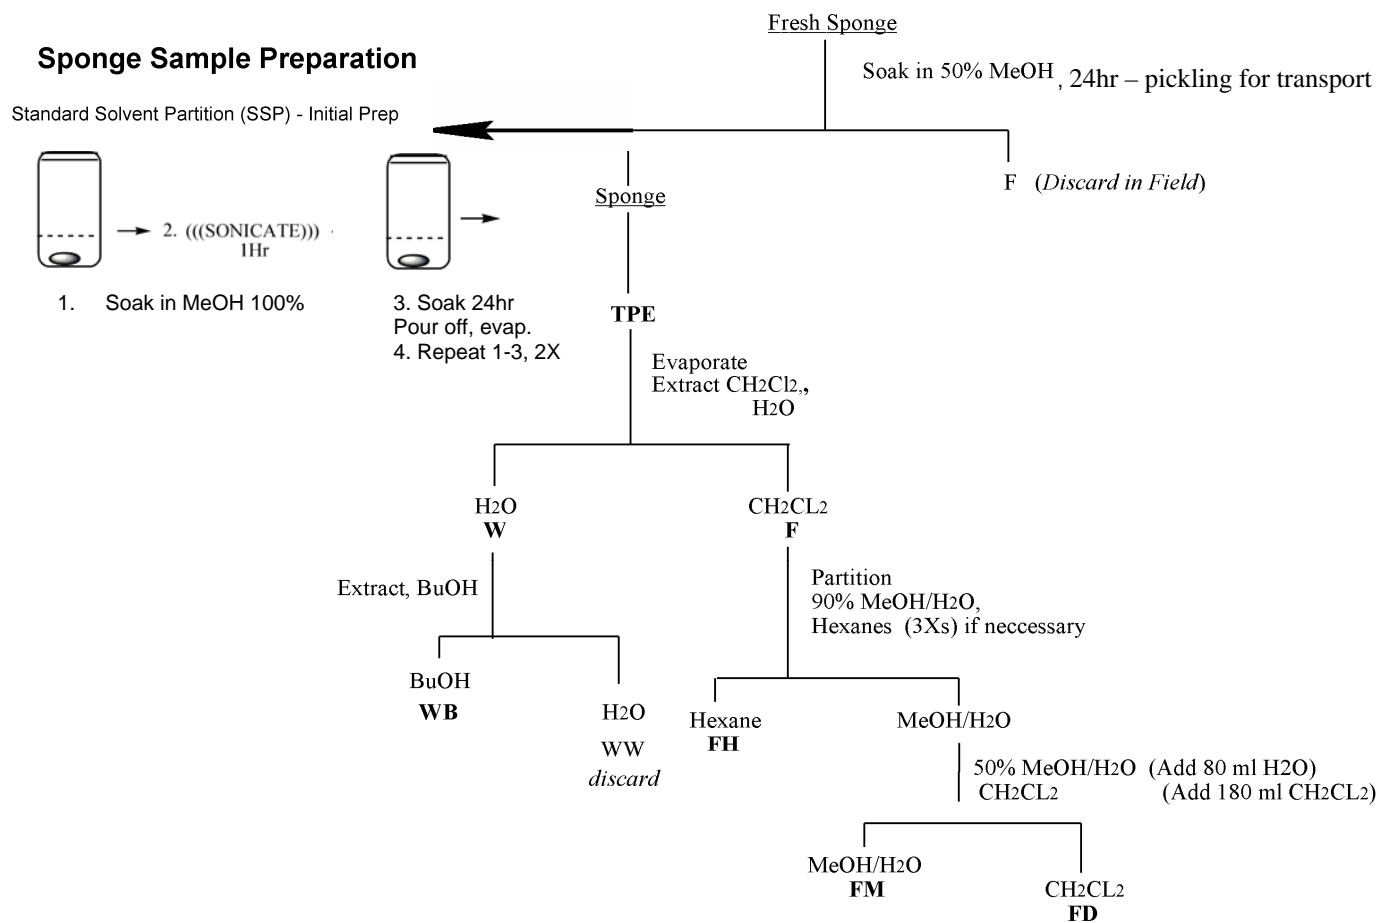 Fresh Sponge
Sponge Sample Preparation
Soak in 50% MeOH , 24hr – pickling for transport
Standard Solvent Partition (SSP) - Initial Prep
F (Discard in Field)
Sponge
2. (((SONICATE)))
1Hr
1. Soak in MeOH 100%
3. Soak 24hr
Pour off, evap.
4. Repeat 1-3, 2X
TPE
Evaporate
Extract CH2Cl2,,
H2O
H2O
W
CH2CL2
F
Extract, BuOH
Partition
90% MeOH/H2O,
Hexanes (3Xs) if neccessary
BuOH
WB
H2O
WW
discard
Hexane
FH
MeOH/H2O
50% MeOH/H2O (Add 80 ml H2O)
CH2CL2 (Add 180 ml CH2CL2)
MeOH/H2O
FM
CH2CL2
FD